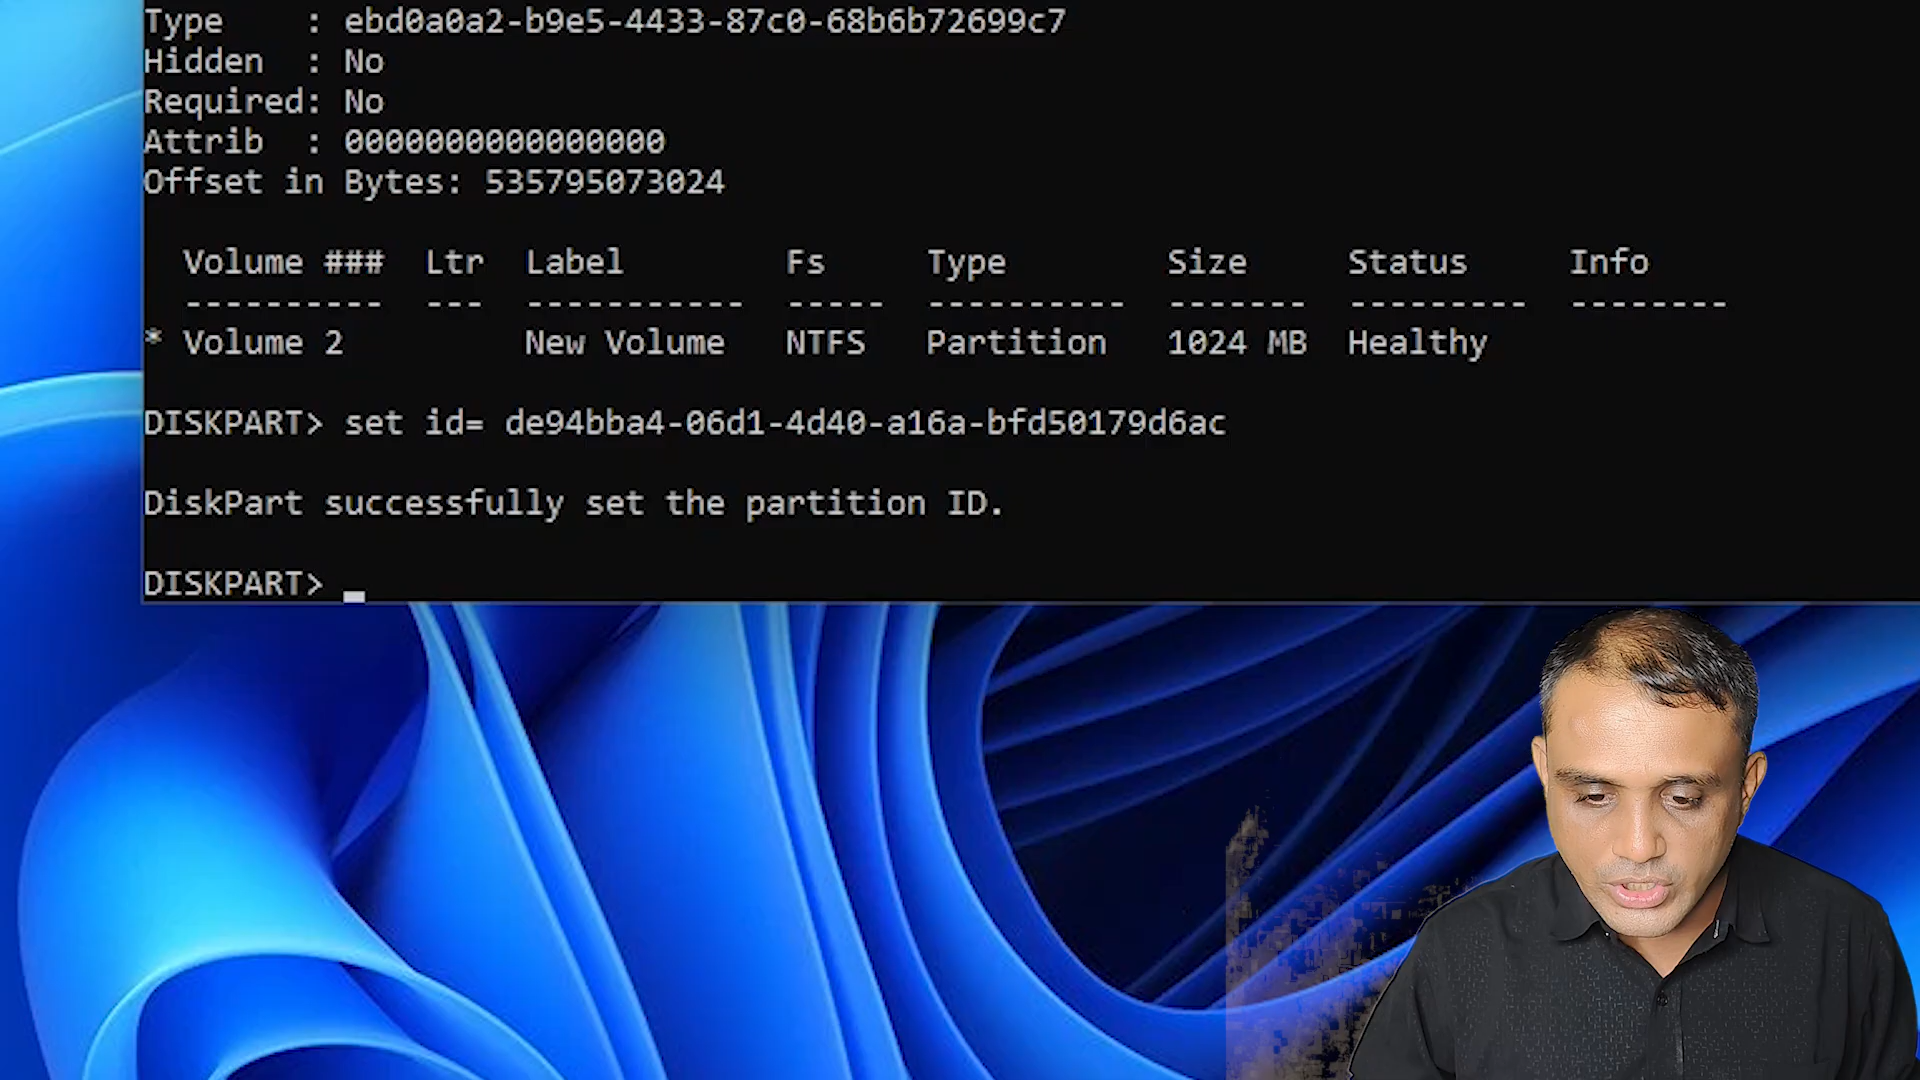 Type    : ebd0a0a2-b9e5-4433-87c0-68b6b72699c7
Hidden  : No
Required: No
Attrib  : 0000000000000000
Offset in Bytes: 535795073024
Volume ###  Ltr  Label        Fs     Type        Size     Status     Info
----------  ---  -----------  -----  ----------  -------  ---------  --------
* Volume 2         New Volume   NTFS   Partition   1024 MB  Healthy
DISKPART> set id= de94bba4-06d1-4d40-a16a-bfd50179d6ac
DiskPart successfully set the partition ID.
DISKPART>